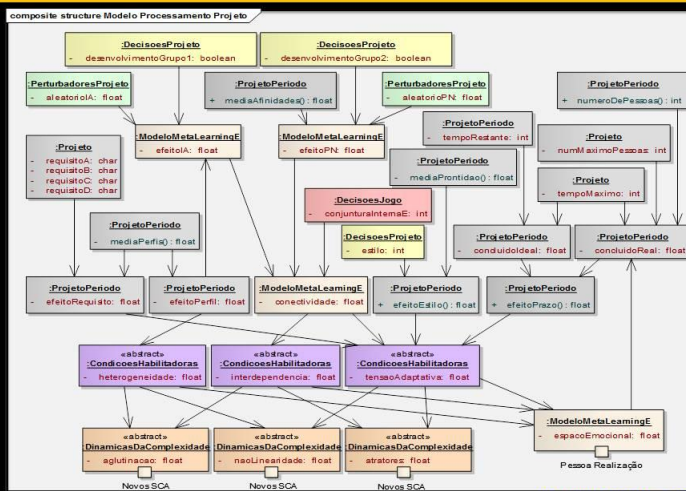 composite structure Modelo Processamento Projeto
:DecisoesProjeto
- desenvolvimentoGrupo1: boolean
:DecisoesProjeto
- desenvolvimentoGrupo2: boolean
:PerturbadoresProjeto
- aleatorioIA: float
:ProjetoPeriodo
+ mediaAfinidades() : float
:PerturbadoresProjeto
- aleatorioPN: float
:ProjetoPeriodo
+ numeroDePessoas() : int
:ModeloMetaLearningE
- efeitoIA: float
:ModeloMetaLearningE
- efeitoPN: float
:ProjetoPeriodo
- tempoRestante: int
:Projeto
- numMaximoPessoas: int
:Projeto
- requisitoA: char
- requisitoB: char
- requisitoC: char
- requisitoD: char
:ProjetoPeriodo
- mediaProntidao() : float
:Projeto
- tempoMaximo: int
:DecisoesJogo
- conjunturaInternaE: int
:ProjetoPeriodo
- mediaPerfis() : float
:DecisoesProjeto
- estilo: int
:ProjetoPeriodo
- concluidoIdeal: float
:ProjetoPeriodo
- concluidoReal: float
:ProjetoPeriodo
- efeitoRequisito: float
:ProjetoPeriodo
- efeitoPerfil: float
:ModeloMetaLearningE
- conectividade: float
:ProjetoPeriodo
+ efeitoEstilo() : float
:ProjetoPeriodo
+ efeitoPrazo() : float
«abstract»
:CondicoesHabilitadoras
- heterogeneidade: float
«abstract»
:CondicoesHabilitadoras
- interdependencia: float
«abstract»
:CondicoesHabilitadoras
- tensaoAdaptativa: float
:ModeloMetaLearningE
- espacoEmocional: float
Pessoa Realização
«abstract»
:DinamicasDaComplexidade
- aglutinacao: float
Novos SCA
«abstract»
:DinamicasDaComplexidade
- naoLinearidade: float
Novos SCA
«abstract»
:DinamicasDaComplexidade
- atratores: float
Novos SCA